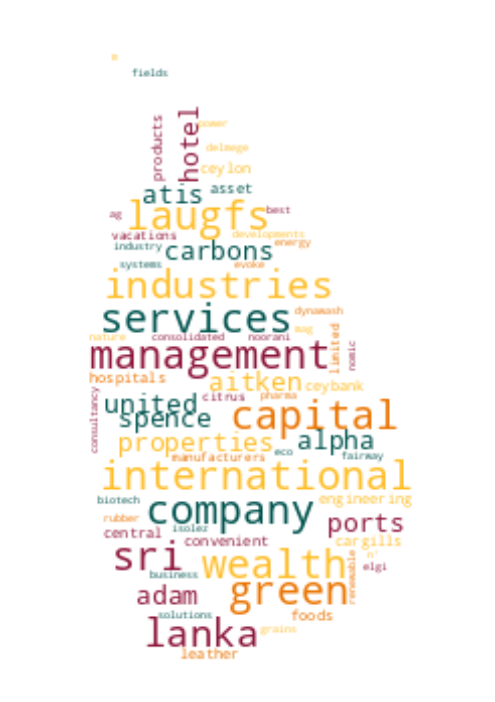 e
fields
products
hotel
power
delmege
ceylon
atis asset
ag laugfs best
vacations developments
industry carbons energy
systems evoke
industries
services dynawash
mag
nature consolidated noorani limited
management nomic
hospitals aitken ceybank
consultancy
united citrus pharma
spence capital
properties alpha
manufacturers eco fairway
international
biotech company engineering
rubber ports
central isolez
convenient cargills
sri wealth n'
elgi
business renewable
adam green
solutions foods
lanka grains
leather